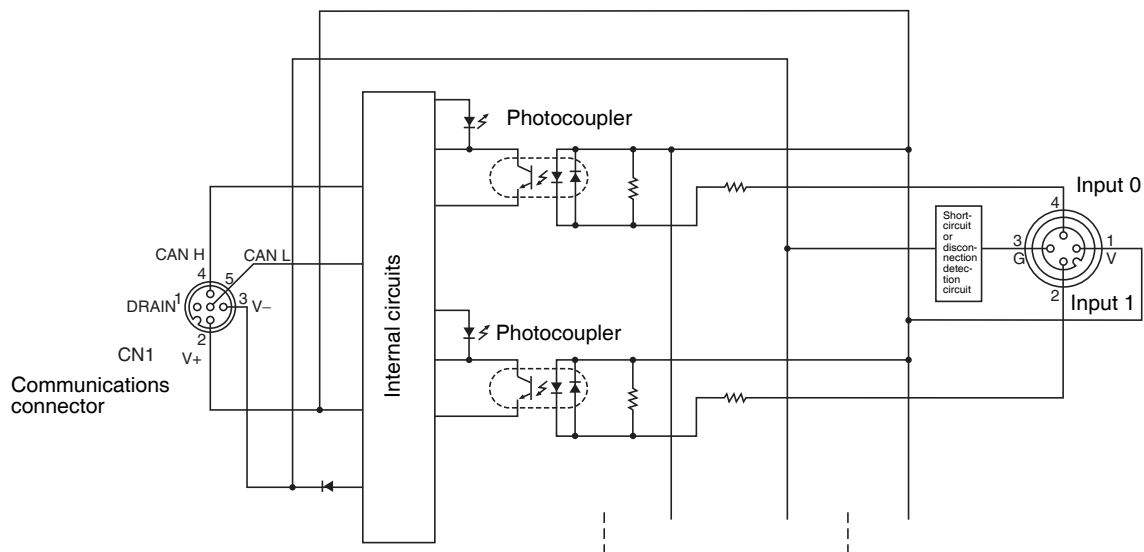 Photocoupler
Input 0
4
Short-
circuit
or
discon-
nection
detec-
tion
circuit
3
G
1
V
2
Input 1
CAN H
CAN L
4
5
DRAIN
1
3
V–
2
CN1
V+
Communications
connector
Internal circuits
Photocoupler